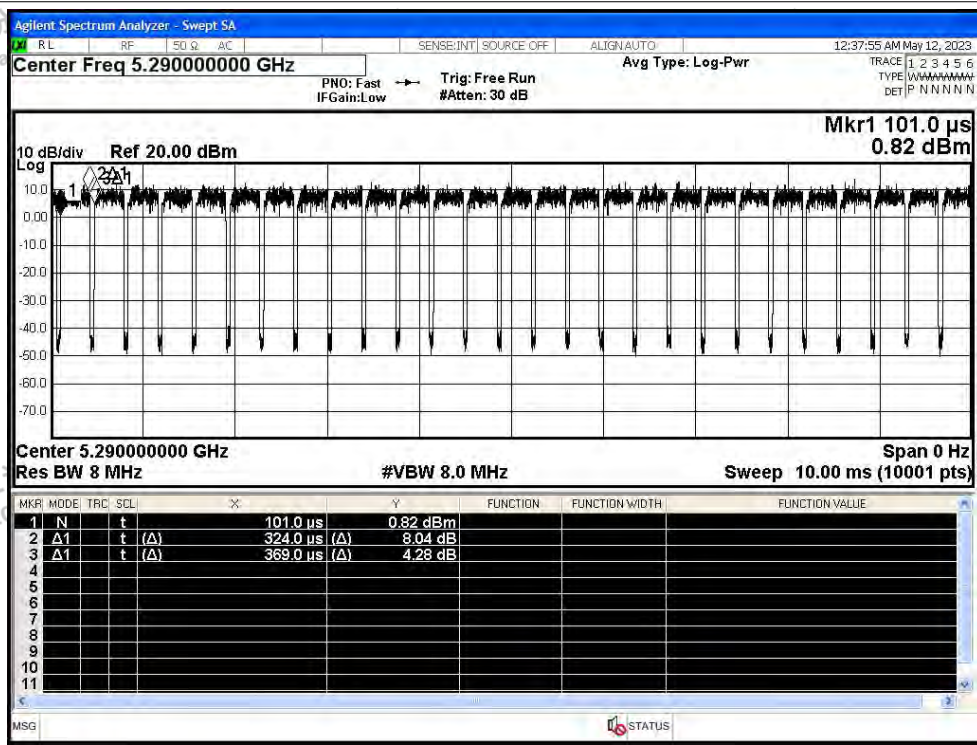 Agilent Spectrum Analyzer - Swept SA
RL RF 50 Ω AC SENSE:INT SOURCE OFF ALIGN AUTO 12:37:55 AM May 12, 2023
Center Freq 5.290000000 GHz
PNO: Fast
IFGain:Low
Trig: Free Run
#Atten: 30 dB
Avg Type: Log-Pwr
TRACE 1 2 3 4 5 6
TYPE WWWWWW
DET P N N N N N
Mkr1 101.0 µs
0.82 dBm
10 dB/div Ref 20.00 dBm
Log
10.0
0.00
-10.0
-20.0
-30.0
-40.0
-50.0
-60.0
-70.0
1
Center 5.290000000 GHz Span 0 Hz
Res BW 8 MHz #VBW 8.0 MHz Sweep 10.00 ms (10001 pts)
MKR MODE TRC SCL X Y FUNCTION FUNCTION WIDTH FUNCTION VALUE
1 N t 101.0 µs 0.82 dBm
2 Δ1 t (Δ) 324.0 µs (Δ) 8.04 dB
3 Δ1 t (Δ) 369.0 µs (Δ) 4.28 dB
4
5
6
7
8
9
10
11
MSG STATUS